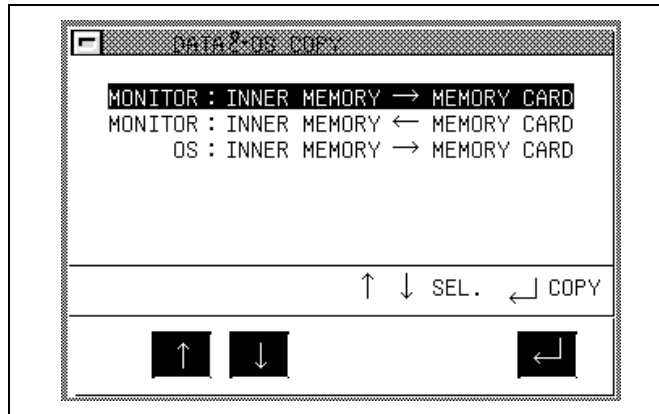 DATA&OS COPY
MONITOR : INNER MEMORY → MEMORY CARD
MONITOR : INNER MEMORY ← MEMORY CARD
OS : INNER MEMORY → MEMORY CARD
↑ ↓ SEL. ↵ COPY
↑ ↓ ↵